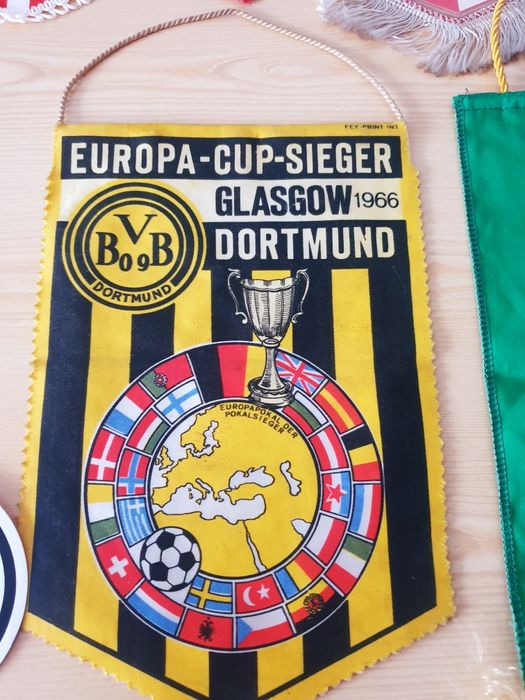 FEY-PRINT INT
EUROPA-CUP-SIEGER
GLASGOW 1966
DORTMUND
BVB 09
DORTMUND
EUROPAPOKAL DER
POKALSIEGER